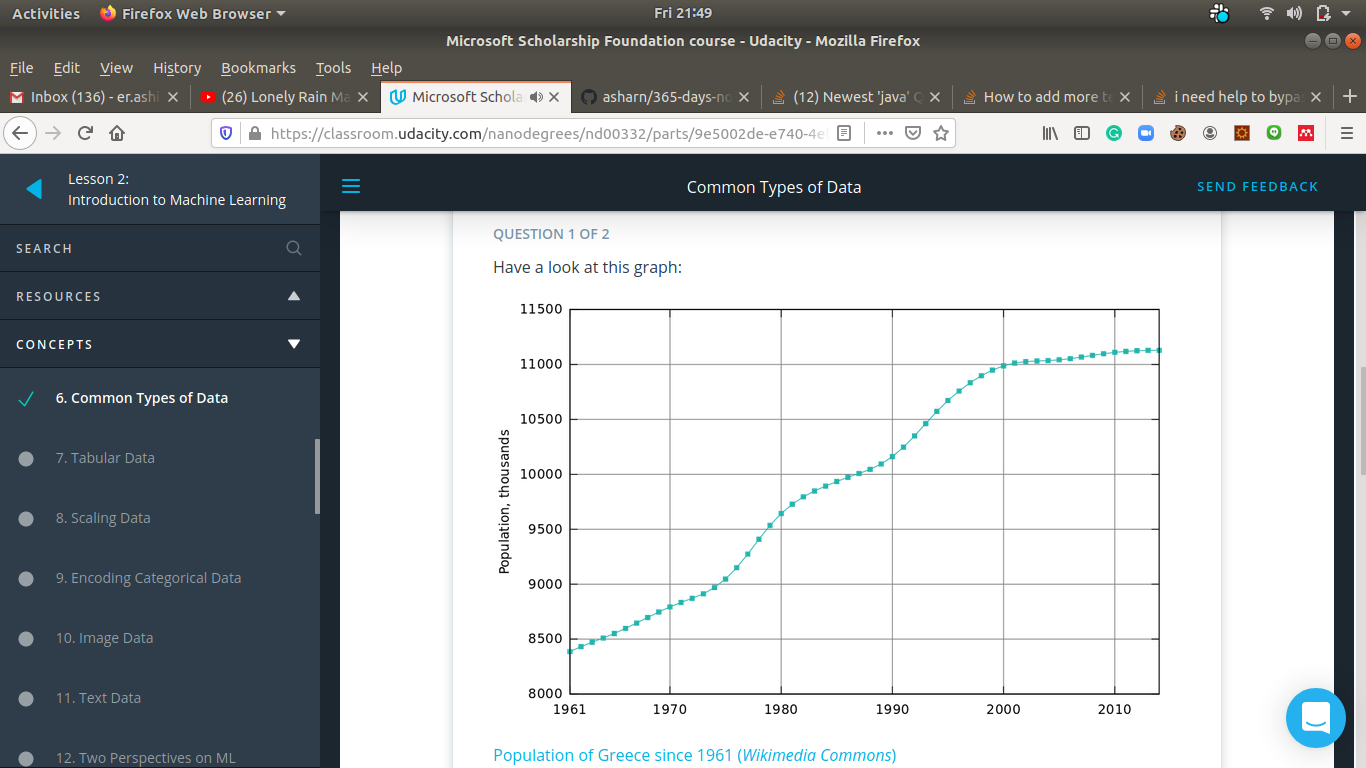 Activities Firefox Web Browser Fri 21:49
Microsoft Scholarship Foundation course - Udacity - Mozilla Firefox
File Edit View History Bookmarks Tools Help
Inbox (136) - er.ashi (26) Lonely Rain Ma Microsoft Schola asharn/365-days-no (12) Newest 'java' Q How to add more te i need help to bypas
https://classroom.udacity.com/nanodegrees/nd00332/parts/9e5002de-e740-4e
Lesson 2:
Introduction to Machine Learning
Common Types of Data
SEND FEEDBACK
SEARCH
RESOURCES
CONCEPTS
6. Common Types of Data
7. Tabular Data
8. Scaling Data
9. Encoding Categorical Data
10. Image Data
11. Text Data
12. Two Perspectives on ML
QUESTION 1 OF 2
Have a look at this graph:
Population, thousands
11500
11000
10500
10000
9500
9000
8500
8000
1961 1970 1980 1990 2000 2010
Population of Greece since 1961 (Wikimedia Commons)